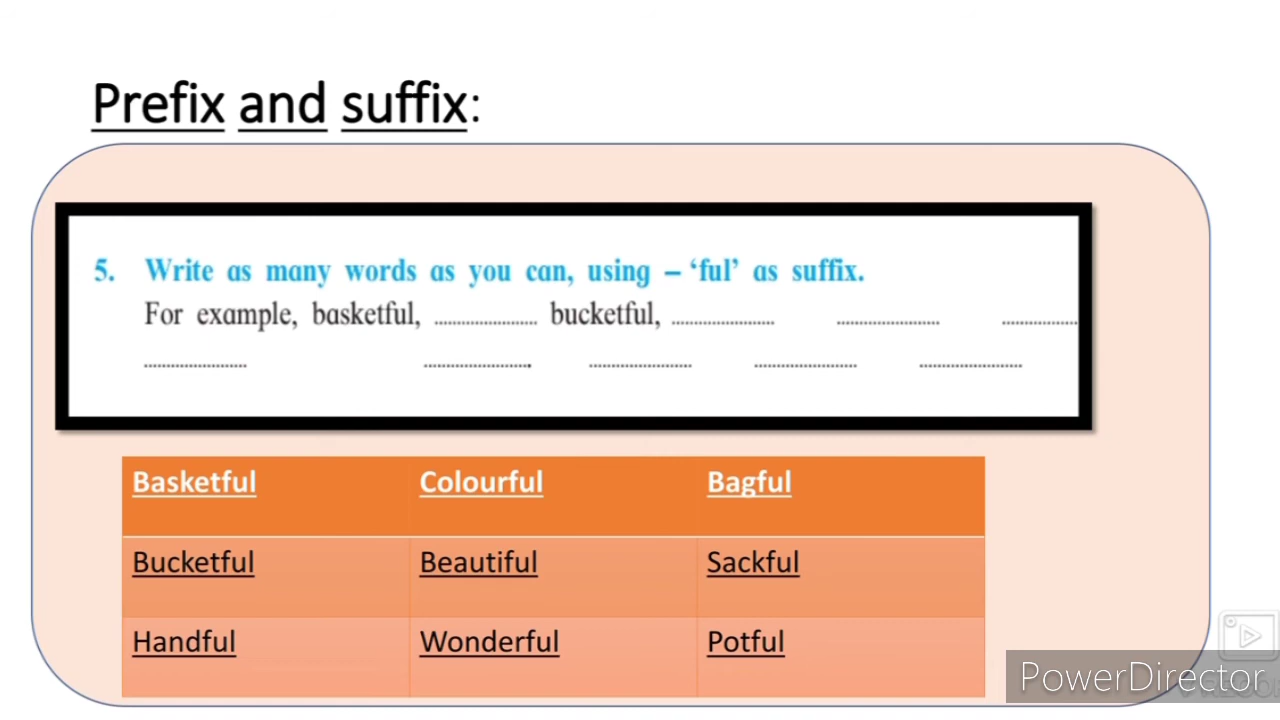 Prefix and suffix:
5. Write as many words as you can, using – ‘ful’ as suffix.
For example, basketful, ........................ bucketful, ........................ ........................ ..................
........................ ......................... ........................ ........................ ........................
Basketful Colourful Bagful
Bucketful Beautiful Sackful
Handful Wonderful Potful
PowerDirector